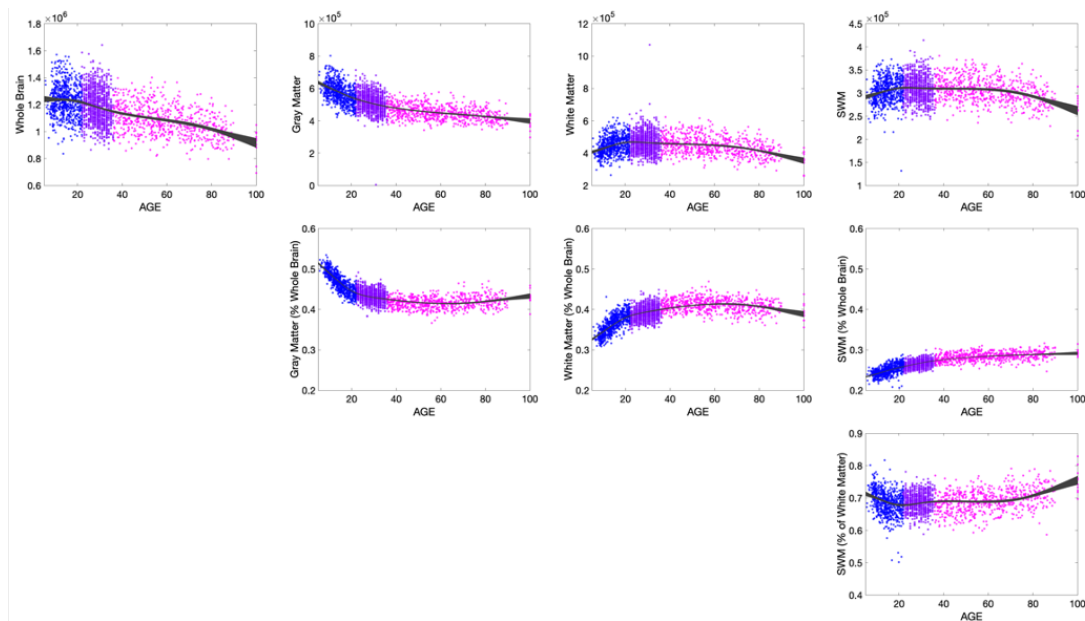 ×10^6
1.8
1.6
1.4
1.2
1
0.8
0.6
Whole Brain
20 40 60 80 100
AGE
×10^5
10
8
6
4
2
0
Gray Matter
20 40 60 80 100
AGE
×10^5
12
10
8
6
4
2
White Matter
20 40 60 80 100
AGE
×10^5
4.5
4
3.5
3
2.5
2
1.5
1
SWM
20 40 60 80 100
AGE
0.6
0.5
0.4
0.3
0.2
Gray Matter (% Whole Brain)
20 40 60 80 100
AGE
0.6
0.5
0.4
0.3
0.2
White Matter (% Whole Brain)
20 40 60 80 100
AGE
0.6
0.5
0.4
0.3
0.2
SWM (% Whole Brain)
20 40 60 80 100
AGE
0.9
0.8
0.7
0.6
0.5
0.4
SWM (% of White Matter)
20 40 60 80 100
AGE